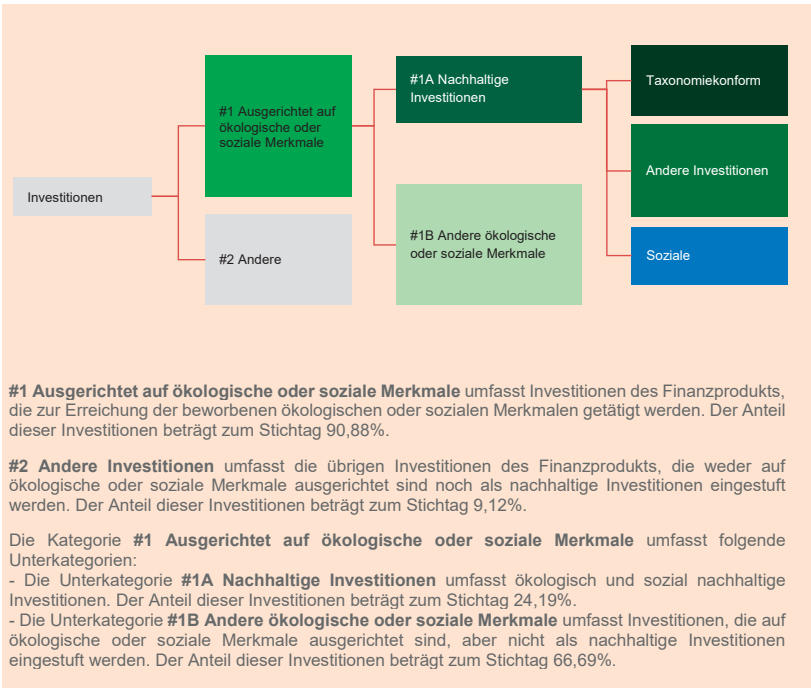 #1 Ausgerichtet auf
ökologische oder
soziale Merkmale
#1A Nachhaltige
Investitionen
Taxonomiekonform
Andere Investitionen
Investitionen
#2 Andere
#1B Andere ökologische
oder soziale Merkmale
Soziale
#1 Ausgerichtet auf ökologische oder soziale Merkmale umfasst Investitionen des Finanzprodukts,
die zur Erreichung der beworbenen ökologischen oder sozialen Merkmalen getätigt werden. Der Anteil
dieser Investitionen beträgt zum Stichtag 90,88%.
#2 Andere Investitionen umfasst die übrigen Investitionen des Finanzprodukts, die weder auf
ökologische oder soziale Merkmale ausgerichtet sind noch als nachhaltige Investitionen eingestuft
werden. Der Anteil dieser Investitionen beträgt zum Stichtag 9,12%.
Die Kategorie #1 Ausgerichtet auf ökologische oder soziale Merkmale umfasst folgende
Unterkategorien:
- Die Unterkategorie #1A Nachhaltige Investitionen umfasst ökologisch und sozial nachhaltige
Investitionen. Der Anteil dieser Investitionen beträgt zum Stichtag 24,19%.
- Die Unterkategorie #1B Andere ökologische oder soziale Merkmale umfasst Investitionen, die auf
ökologische oder soziale Merkmale ausgerichtet sind, aber nicht als nachhaltige Investitionen
eingestuft werden. Der Anteil dieser Investitionen beträgt zum Stichtag 66,69%.